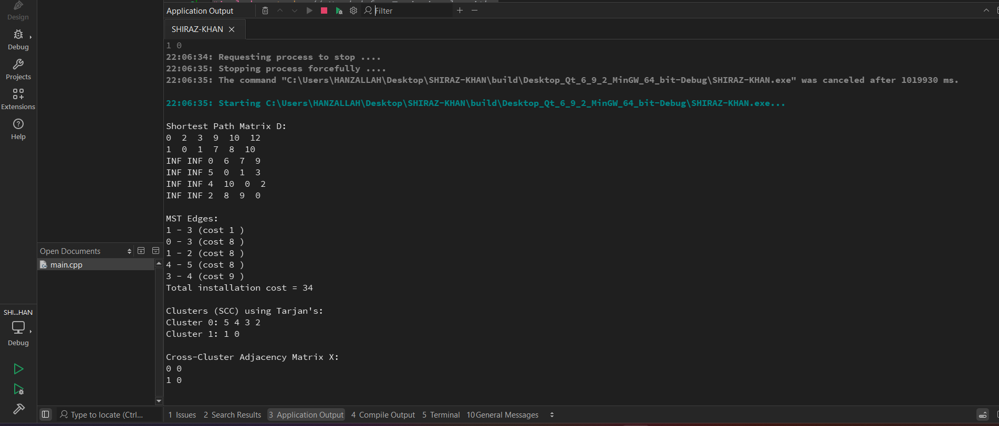 Design
Debug
Projects
Extensions
Help
Application Output
Filter
SHIRAZ-KHAN
1 0
22:06:34: Requesting process to stop ....
22:06:35: Stopping process forcefully ....
22:06:35: The command "C:\Users\HANZALLAH\Desktop\SHIRAZ-KHAN\build\Desktop_Qt_6_9_2_MinGW_64_bit-Debug\SHIRAZ-KHAN.exe" was canceled after 1019930 ms.
22:06:35: Starting C:\Users\HANZALLAH\Desktop\SHIRAZ-KHAN\build\Desktop_Qt_6_9_2_MinGW_64_bit-Debug\SHIRAZ-KHAN.exe...
Shortest Path Matrix D:
0 2 3 9 10 12
1 0 1 7 8 10
INF INF 0 6 7 9
INF INF 5 0 1 3
INF INF 4 10 0 2
INF INF 2 8 9 0
MST Edges:
1 - 3 (cost 1 )
0 - 3 (cost 8 )
1 - 2 (cost 8 )
4 - 5 (cost 8 )
3 - 4 (cost 9 )
Total installation cost = 34
Clusters (SCC) using Tarjan's:
Cluster 0: 5 4 3 2
Cluster 1: 1 0
Cross-Cluster Adjacency Matrix X:
0 0
1 0
Open Documents
main.cpp
SHI...HAN
Debug
Type to locate (Ctrl...
1 Issues
2 Search Results
3 Application Output
4 Compile Output
5 Terminal
10 General Messages